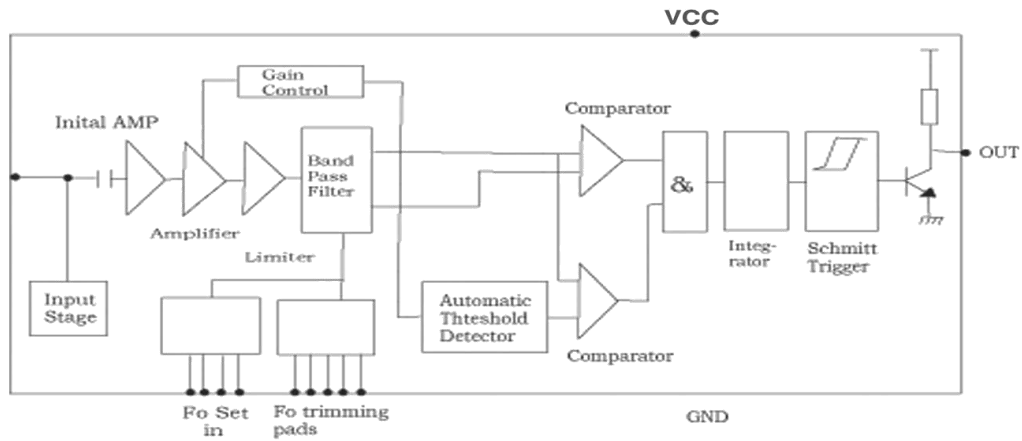 VCC
Gain
Control
Inital AMP
Comparator
Band
Pass
Filter
&
OUT
Amplifier
Limiter
Integ-
rator
Schmitt
Trigger
Input
Stage
Automatic
Thteshold
Detector
Comparator
Fo Set
in
Fo trimming
pads
GND